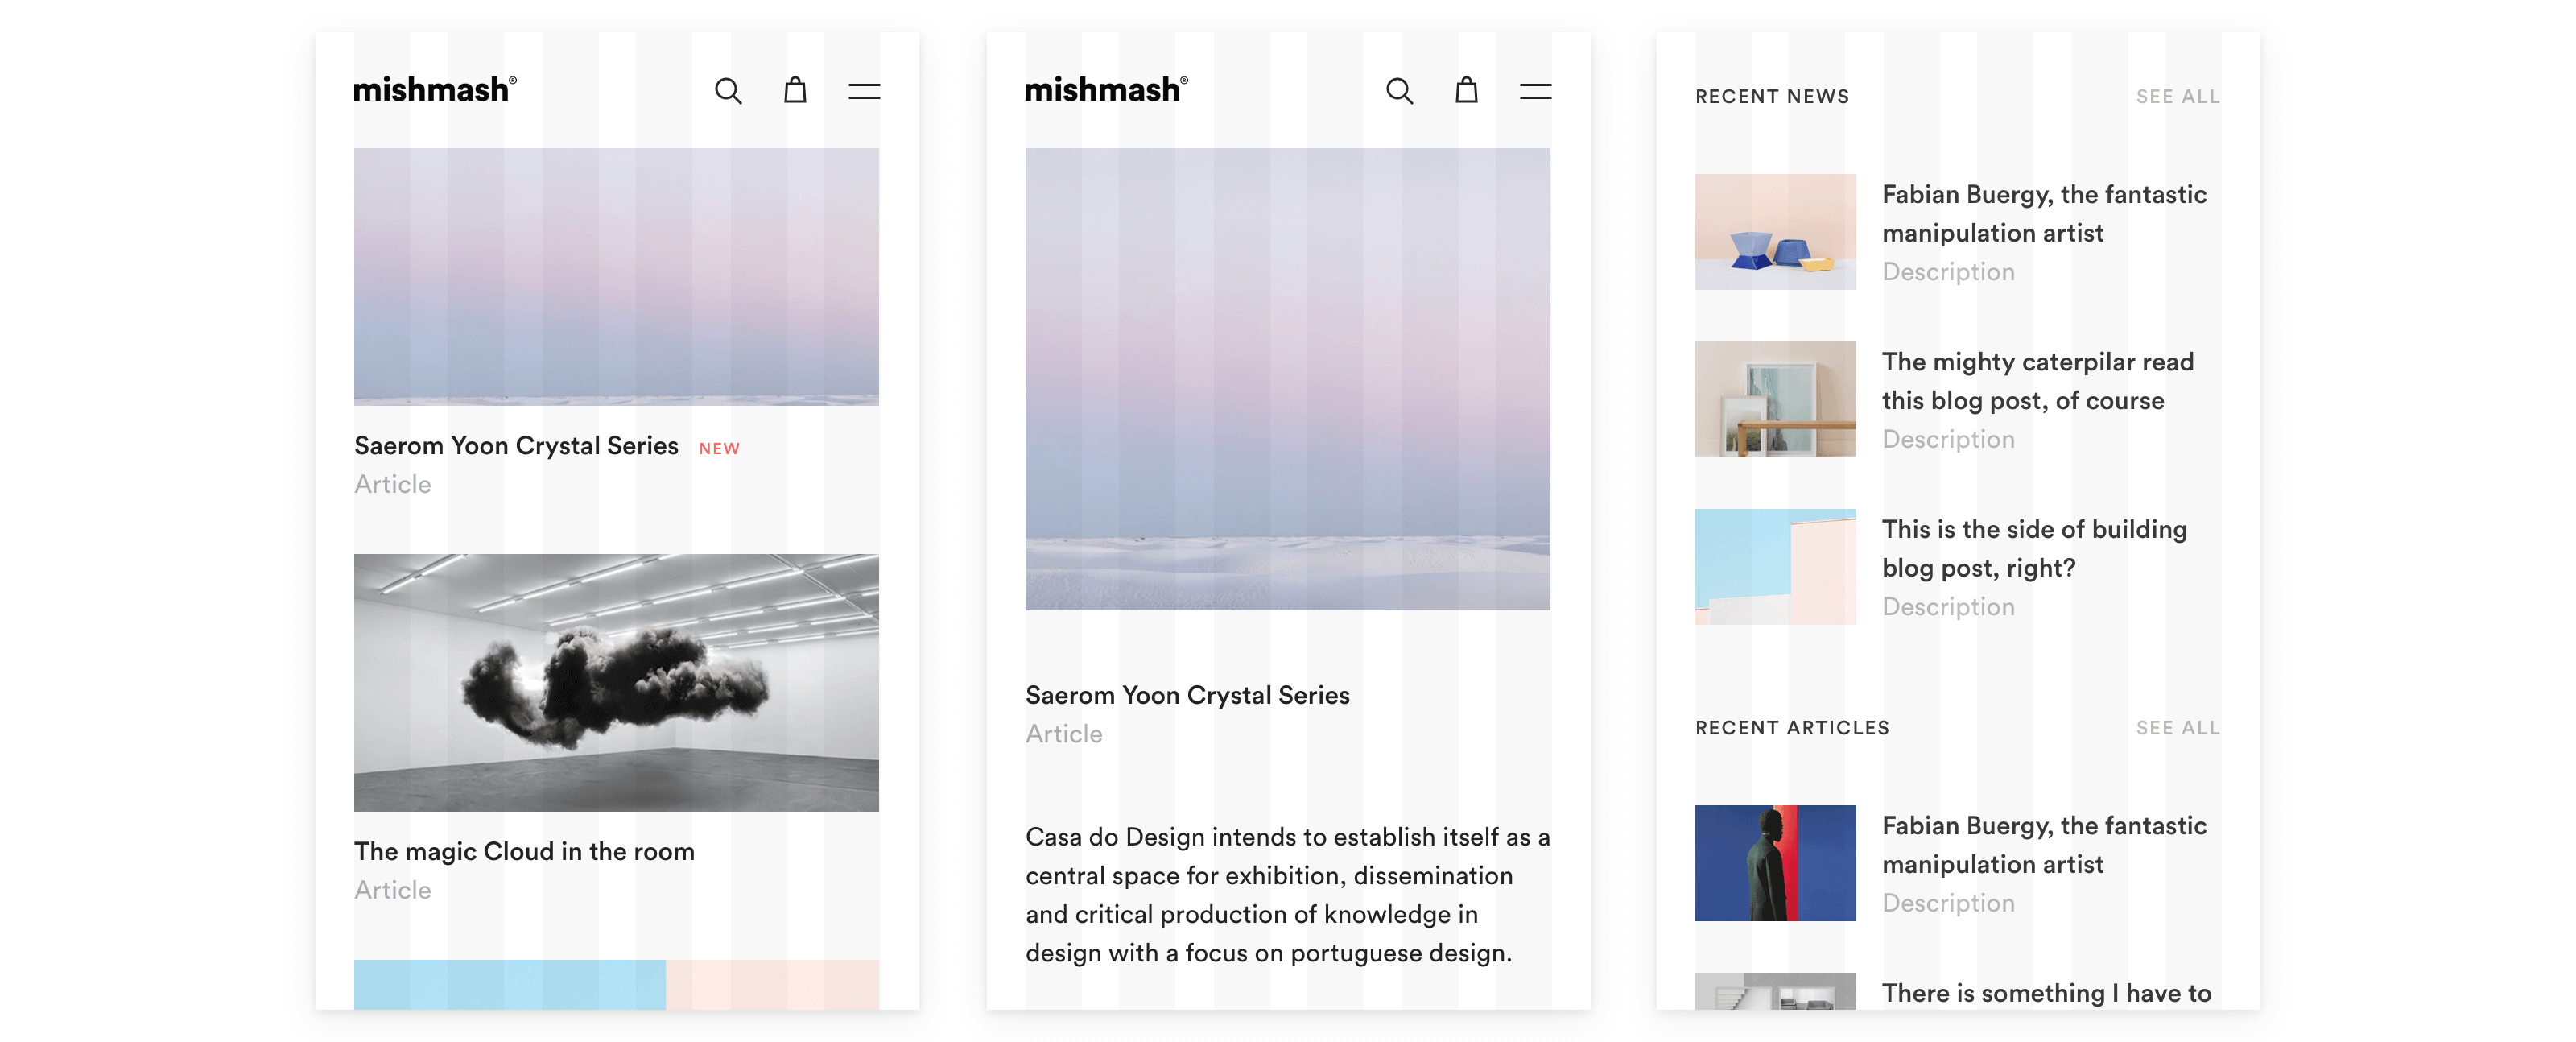 mishmash®
Saerom Yoon Crystal Series NEW
Article
The magic Cloud in the room
Article
mishmash®
Saerom Yoon Crystal Series
Article
Casa do Design intends to establish itself as a
central space for exhibition, dissemination
and critical production of knowledge in
design with a focus on portuguese design.
RECENT NEWS SEE ALL
Fabian Buergy, the fantastic
manipulation artist
Description
The mighty caterpilar read
this blog post, of course
Description
This is the side of building
blog post, right?
Description
RECENT ARTICLES SEE ALL
Fabian Buergy, the fantastic
manipulation artist
Description
There is something I have to